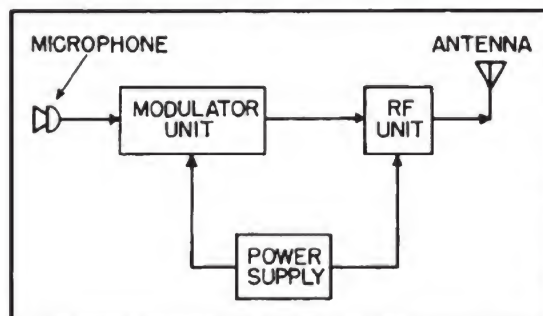 MICROPHONE
ANTENNA
MODULATOR
UNIT
RF
UNIT
POWER
SUPPLY